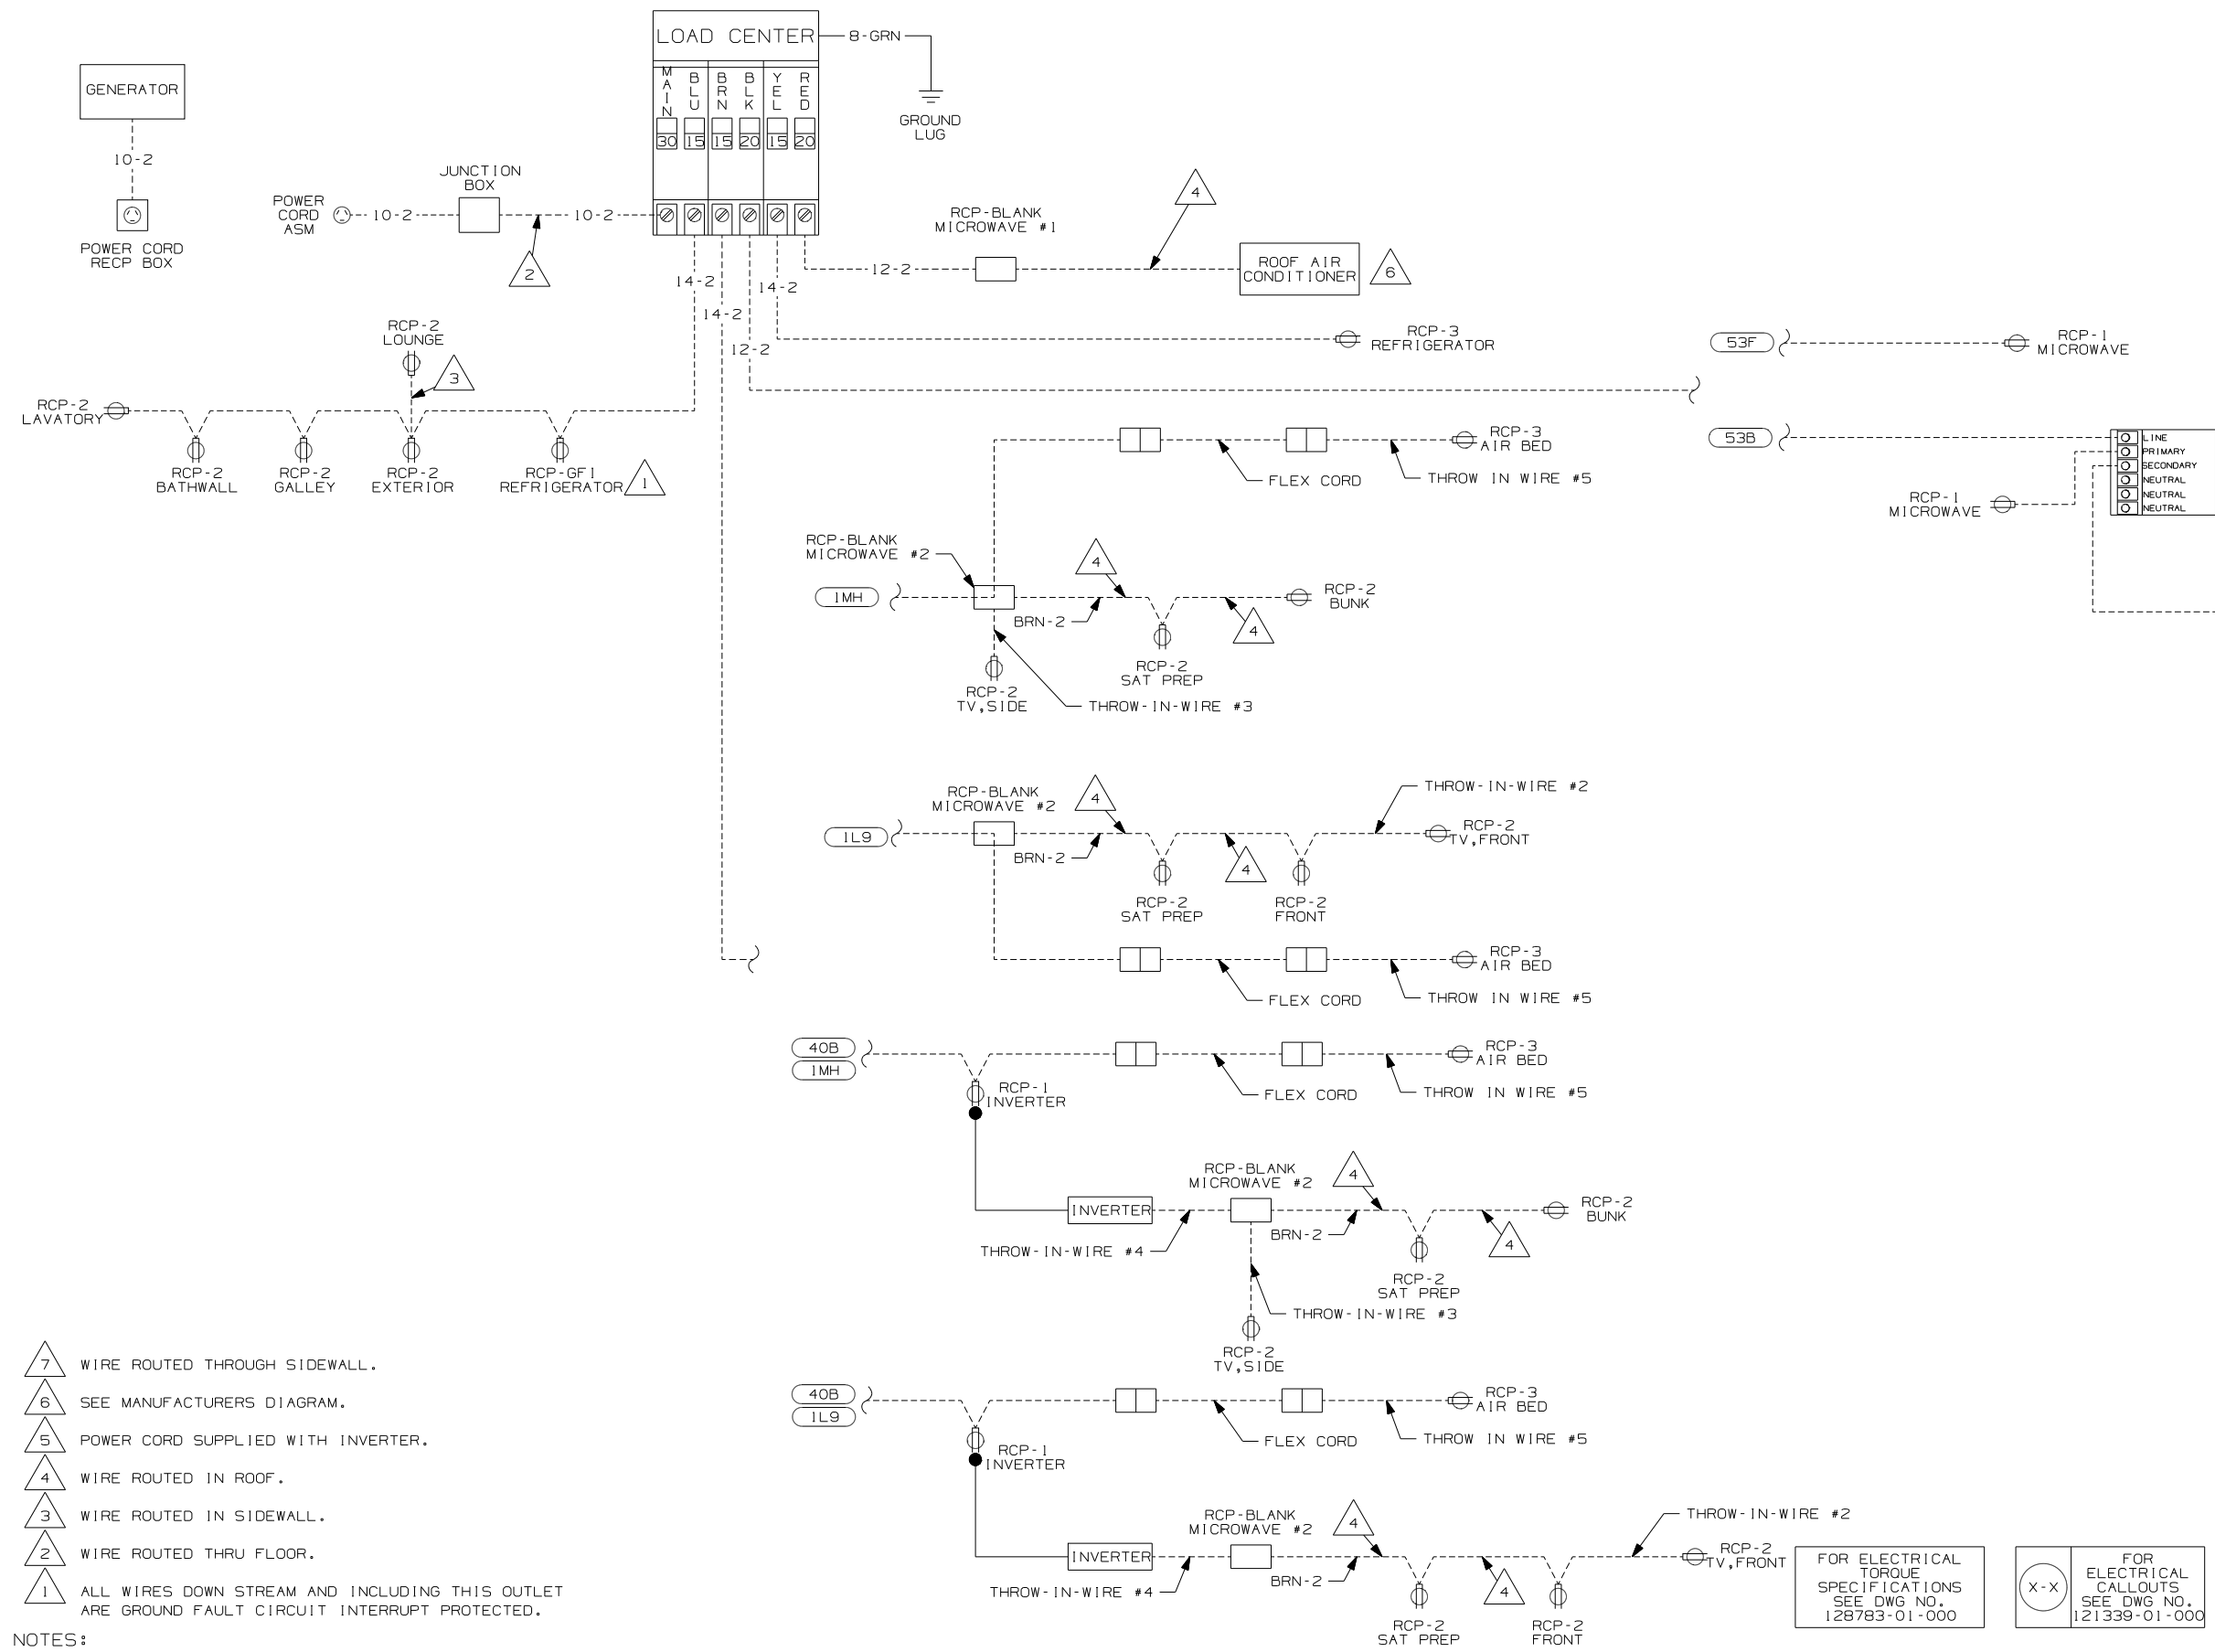 LOAD CENTER
8-GRN
GROUND
LUG
MAIN
BLU
BRN
BLK
YEL
RED
30
15
15
20
15
20
GENERATOR
10-2
POWER CORD
RECP BOX
POWER
CORD
ASM
10-2
JUNCTION
BOX
10-2
2
RCP-BLANK
MICROWAVE #1
4
12-2
ROOF AIR
CONDITIONER
6
14-2
14-2
14-2
12-2
RCP-3
REFRIGERATOR
53F
RCP-1
MICROWAVE
RCP-2
LOUNGE
3
RCP-2
LAVATORY
RCP-2
BATHWALL
RCP-2
GALLEY
RCP-2
EXTERIOR
RCP-GFI
REFRIGERATOR
1
53B
LINE
PRIMARY
SECONDARY
NEUTRAL
NEUTRAL
NEUTRAL
RCP-1
MICROWAVE
RCP-3
AIR BED
FLEX CORD
THROW IN WIRE #5
RCP-BLANK
MICROWAVE #2
4
1MH
BRN-2
4
RCP-2
BUNK
RCP-2
SAT PREP
RCP-2
TV,SIDE
THROW-IN-WIRE #3
RCP-BLANK
MICROWAVE #2
4
THROW-IN-WIRE #2
1L9
BRN-2
4
RCP-2
TV,FRONT
RCP-2
SAT PREP
RCP-2
FRONT
RCP-3
AIR BED
FLEX CORD
THROW IN WIRE #5
40B
1MH
RCP-3
AIR BED
RCP-1
INVERTER
FLEX CORD
THROW IN WIRE #5
RCP-BLANK
MICROWAVE #2
4
INVERTER
BRN-2
4
RCP-2
BUNK
THROW-IN-WIRE #4
RCP-2
SAT PREP
THROW-IN-WIRE #3
RCP-2
TV,SIDE
40B
1L9
RCP-3
AIR BED
RCP-1
INVERTER
FLEX CORD
THROW IN WIRE #5
RCP-BLANK
MICROWAVE #2
4
THROW-IN-WIRE #2
INVERTER
BRN-2
4
RCP-2
TV,FRONT
THROW-IN-WIRE #4
RCP-2
SAT PREP
RCP-2
FRONT
7 WIRE ROUTED THROUGH SIDEWALL.
6 SEE MANUFACTURERS DIAGRAM.
5 POWER CORD SUPPLIED WITH INVERTER.
4 WIRE ROUTED IN ROOF.
3 WIRE ROUTED IN SIDEWALL.
2 WIRE ROUTED THRU FLOOR.
1 ALL WIRES DOWN STREAM AND INCLUDING THIS OUTLET
ARE GROUND FAULT CIRCUIT INTERRUPT PROTECTED.
NOTES:
FOR ELECTRICAL
TORQUE
SPECIFICATIONS
SEE DWG NO.
128783-01-000
X-X
FOR
ELECTRICAL
CALLOUTS
SEE DWG NO.
121339-01-000